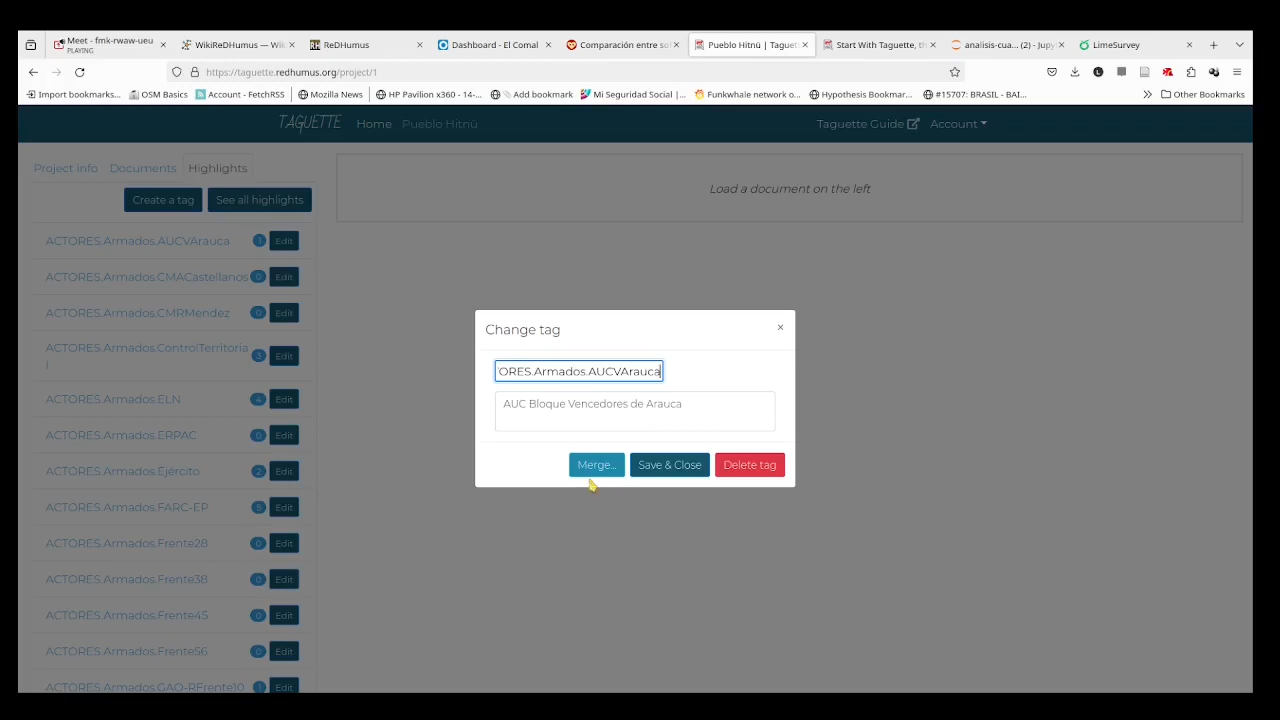 Meet - fmk-rwaw-ueu
PLAYING
WikiReDHumus — Wik
ReDHumus
Dashboard - El Comal
Comparación entre sof
Pueblo Hitnü | Taguet
Start With Taguette, th
analisis-cua... (2) - Jupy
LimeSurvey
https://taguette.redhumus.org/project/1
Import bookmarks...
OSM Basics
Account - FetchRSS
Mozilla News
HP Pavilion x360 - 14-...
Add bookmark
Mi Seguridad Social |...
Funkwhale network o...
Hypothesis Bookmar...
#15707: BRASIL - BAI...
Other Bookmarks
TAGUETTE
Home
Pueblo Hitnü
Taguette Guide
Account
Project info
Documents
Highlights
Create a tag
See all highlights
Load a document on the left
ACTORES.Armados.AUCVArauca 1 Edit
ACTORES.Armados.CMACastellanos 0 Edit
ACTORES.Armados.CMRMendez 0 Edit
ACTORES.Armados.ControlTerritoria
l 3 Edit
ACTORES.Armados.ELN 4 Edit
ACTORES.Armados.ERPAC 0 Edit
ACTORES.Armados.Ejército 2 Edit
ACTORES.Armados.FARC-EP 5 Edit
ACTORES.Armados.Frente28 0 Edit
ACTORES.Armados.Frente38 0 Edit
ACTORES.Armados.Frente45 0 Edit
ACTORES.Armados.Frente56 0 Edit
ACTORES.Armados.GAO-RFrente10 1 Edit
Change tag
×
ORES.Armados.AUCVArauca
AUC Bloque Vencedores de Arauca
Merge...
Save & Close
Delete tag